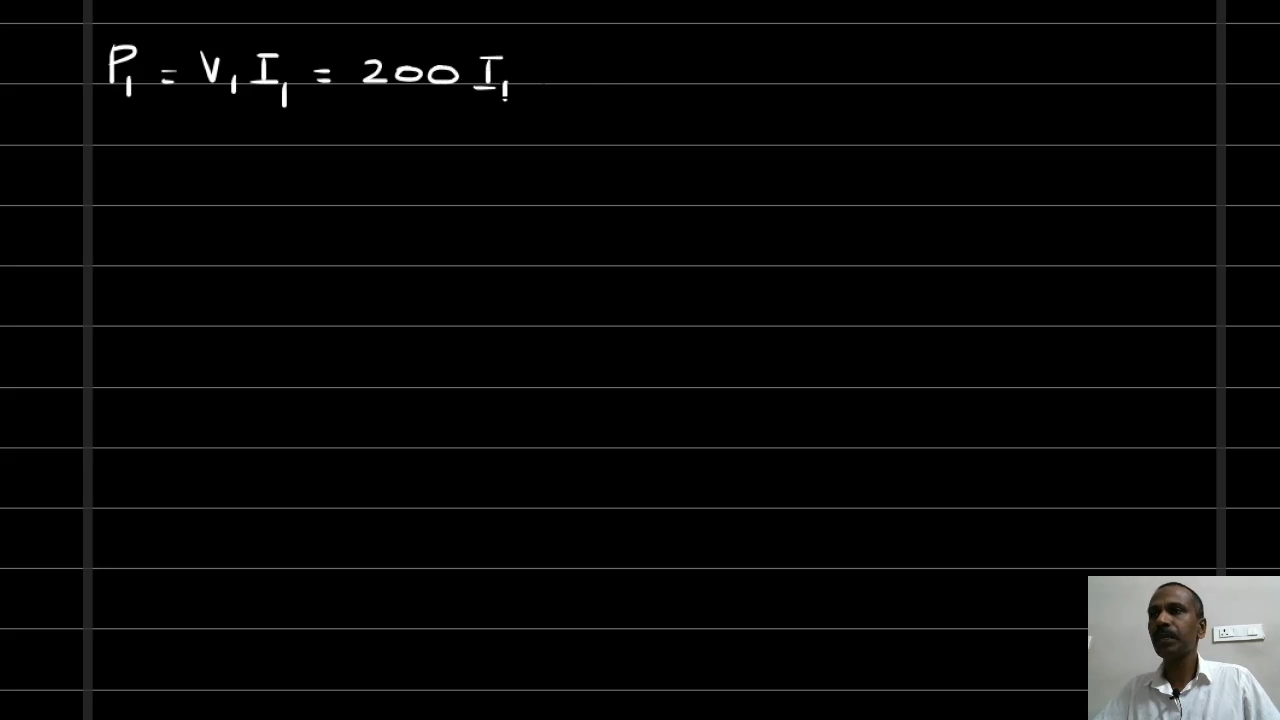 P₁ = V₁ I₁ = 200 I₁